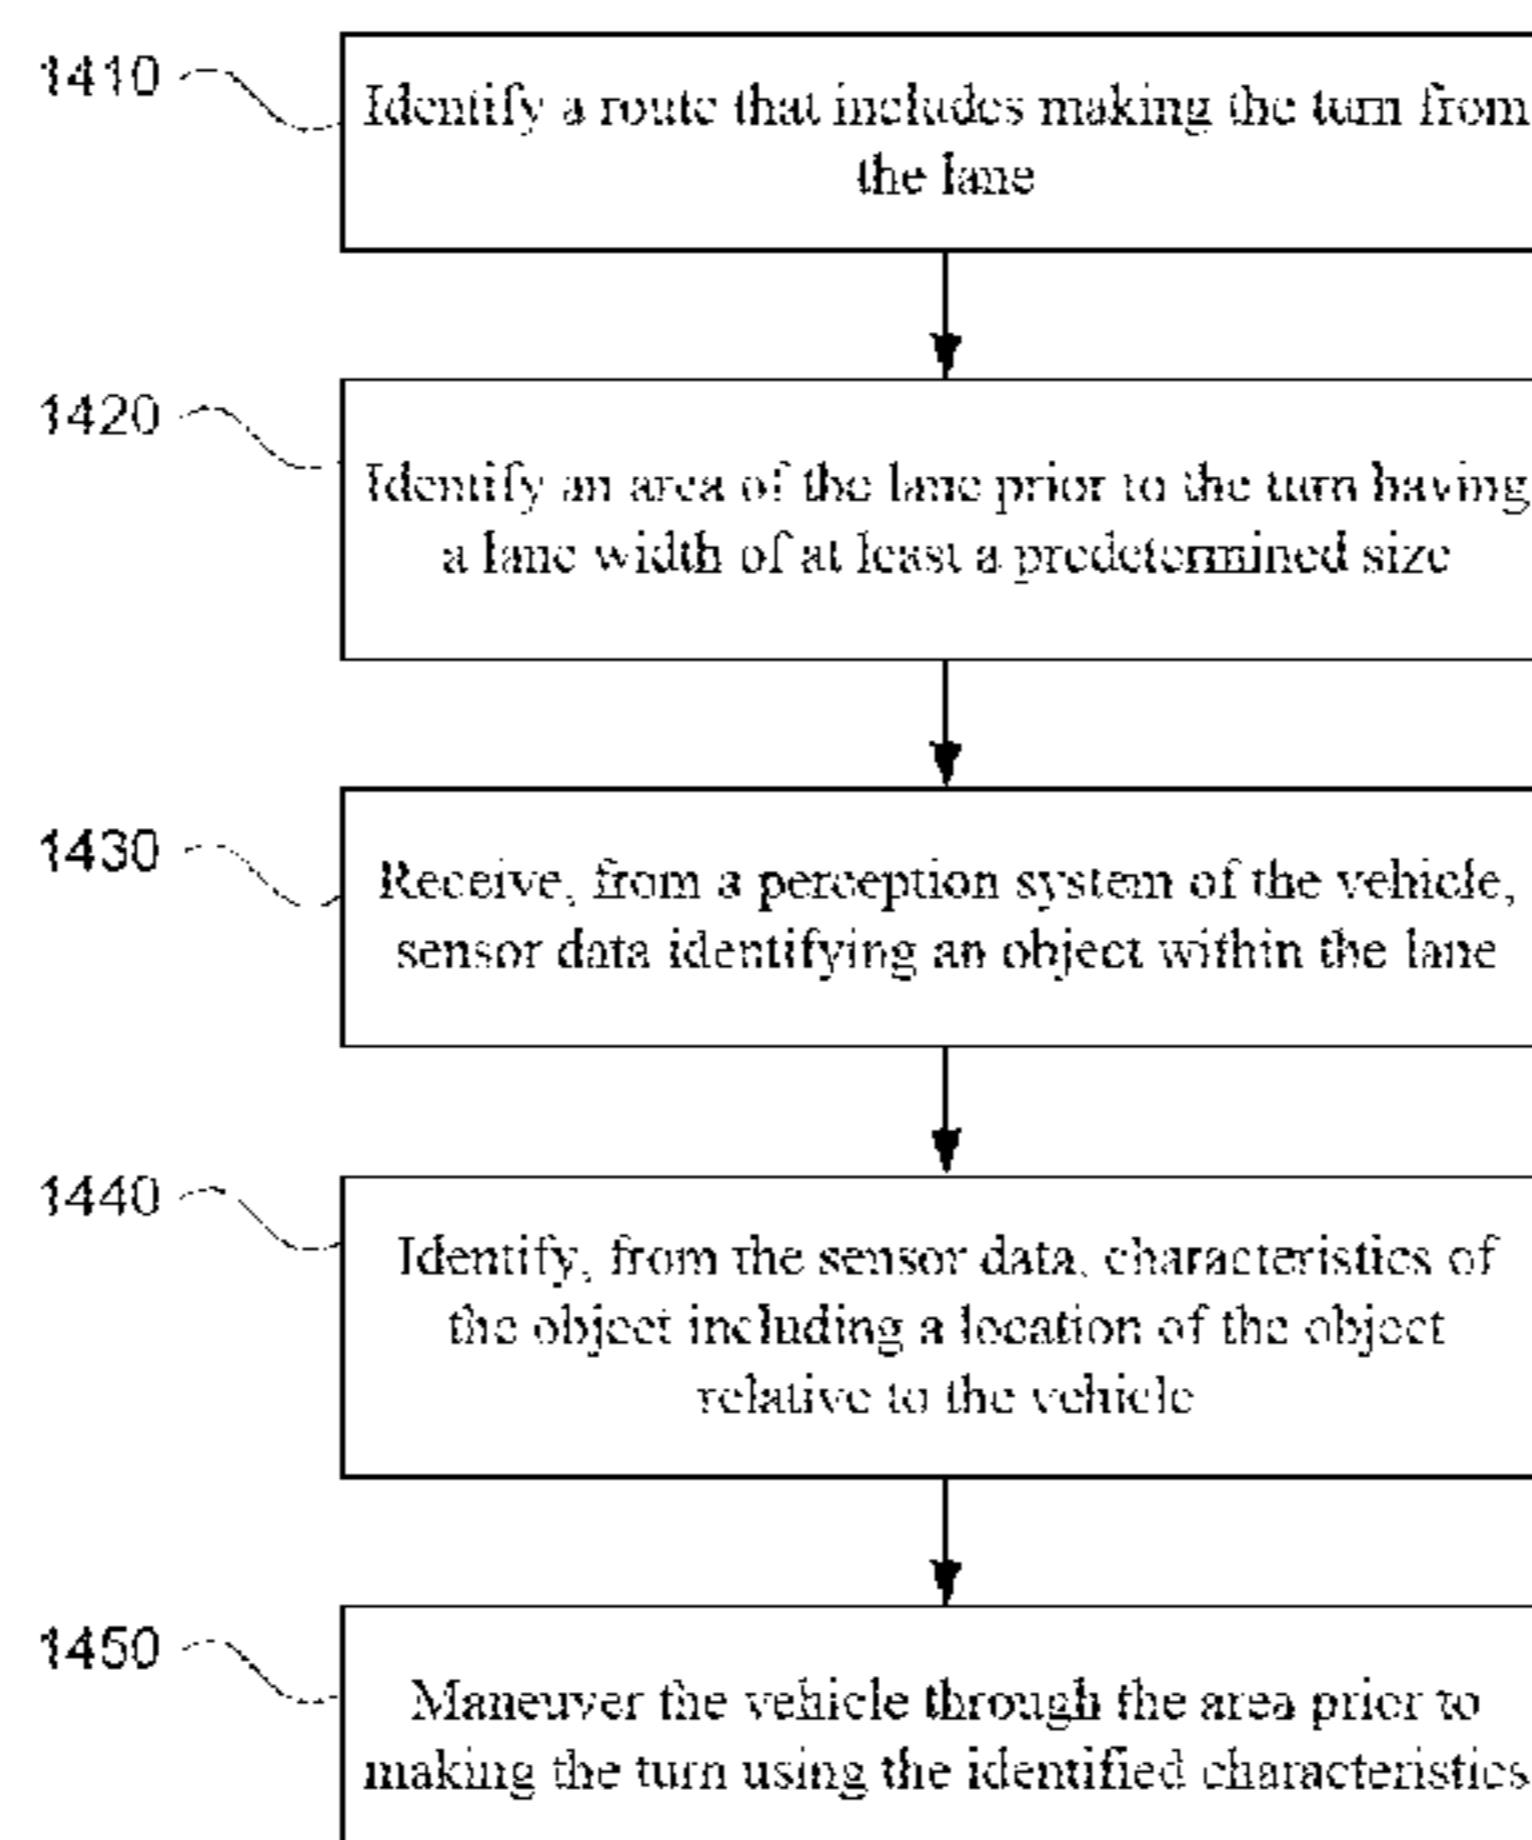 1410
Identify a route that includes making the turn from
the lane
1420
Identify an area of the lane prior to the turn having
a lane width of at least a predetermined size
1430
Receive, from a perception system of the vehicle,
sensor data identifying an object within the lane
1440
Identify, from the sensor data, characteristics of
the object including a location of the object
relative to the vehicle
1450
Maneuver the vehicle through the area prior to
making the turn using the identified characteristics